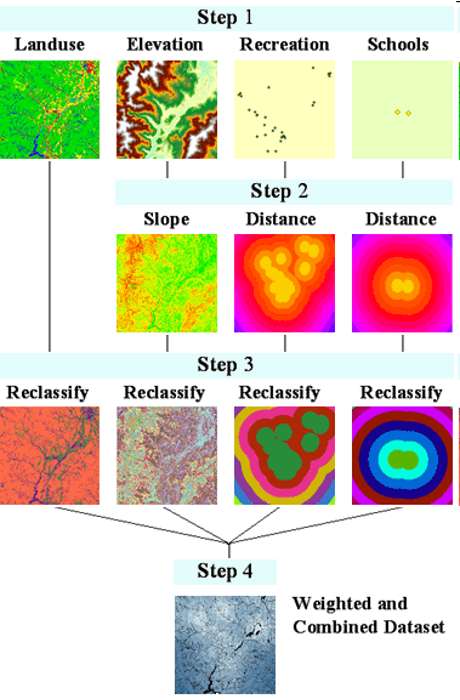 Step 1
Landuse Elevation Recreation Schools
Step 2
Slope Distance Distance
Step 3
Reclassify Reclassify Reclassify Reclassify
Step 4
Weighted and
Combined Dataset